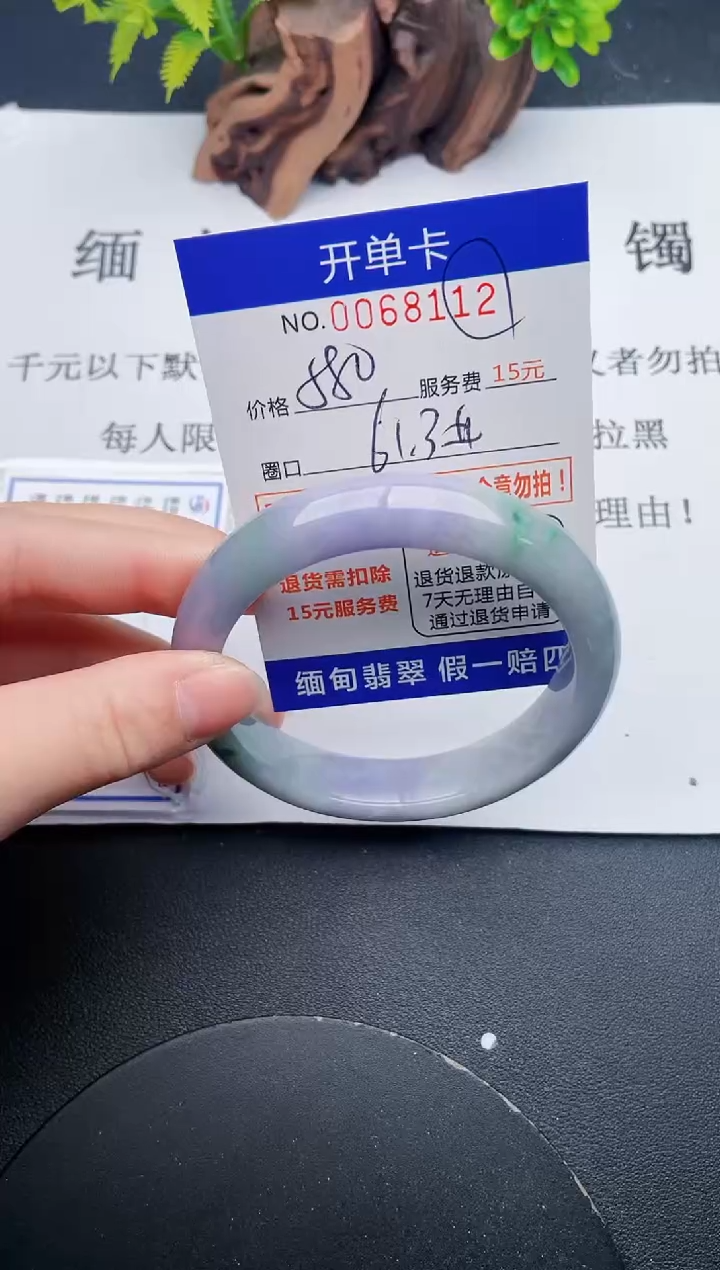 缅
镯
开单卡
NO.0068112
千元以下默
义者勿拍
价格 880 服务费 15元
每人限
拉黑
圈口 61.3
意勿拍!
理由!
退货需扣除
15元服务费
退货退款
7天无理由自
通过退货申请
缅甸翡翠 假一赔四